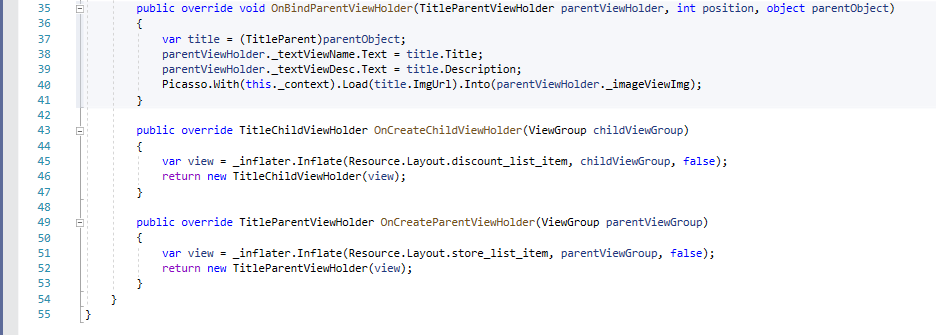 35 public override void OnBindParentViewHolder(TitleParentViewHolder parentViewHolder, int position, object parentObject)
36 {
37 var title = (TitleParent)parentObject;
38 parentViewHolder._textViewName.Text = title.Title;
39 parentViewHolder._textViewDesc.Text = title.Description;
40 Picasso.With(this._context).Load(title.ImgUrl).Into(parentViewHolder._imageViewImg);
41 }
42
43 public override TitleChildViewHolder OnCreateChildViewHolder(ViewGroup childViewGroup)
44 {
45 var view = _inflater.Inflate(Resource.Layout.discount_list_item, childViewGroup, false);
46 return new TitleChildViewHolder(view);
47 }
48
49 public override TitleParentViewHolder OnCreateParentViewHolder(ViewGroup parentViewGroup)
50 {
51 var view = _inflater.Inflate(Resource.Layout.store_list_item, parentViewGroup, false);
52 return new TitleParentViewHolder(view);
53 }
54 }
55 }